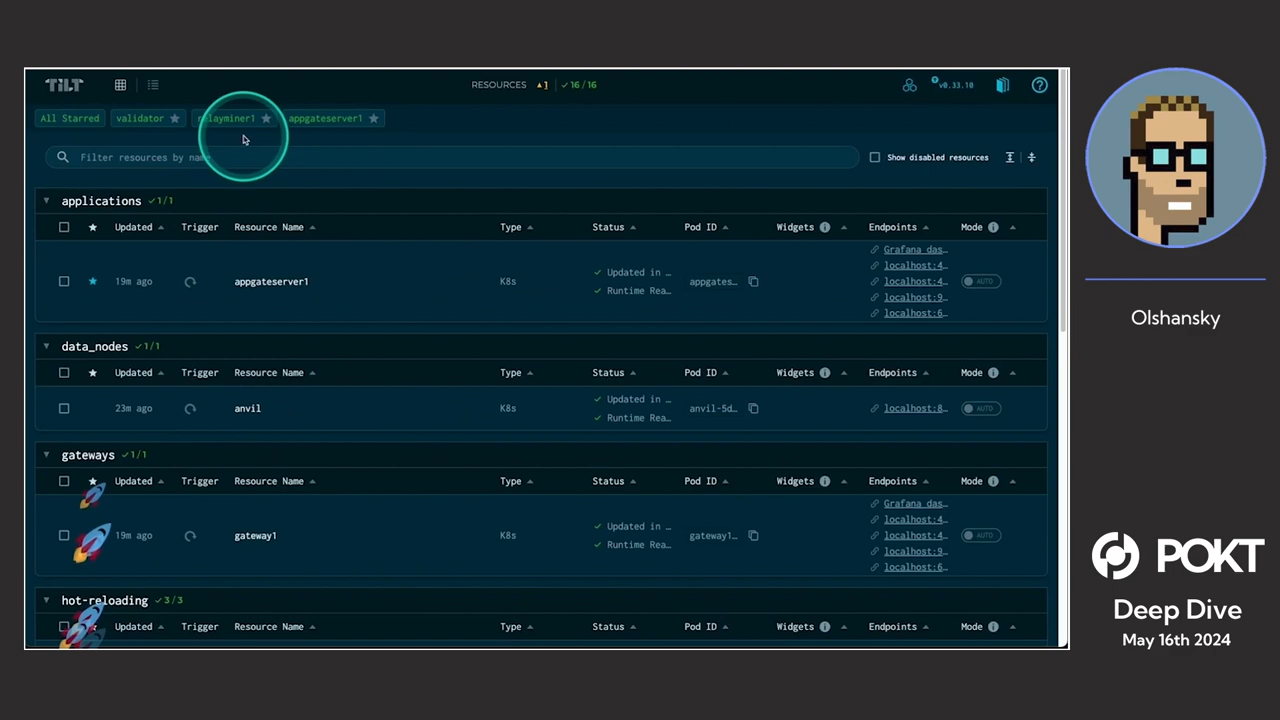 TILT RESOURCES 1 16 / 16 v0.33.10
All Starred validator relayminer1 appgateserver1
Filter resources by name Show disabled resources
applications 1/1
Updated Trigger Resource Name Type Status Pod ID Widgets Endpoints Mode
19m ago appgateserver1 K8s Updated in … Runtime Rea… appgates… AUTO
Grafana das…
localhost:4…
localhost:4…
localhost:9…
localhost:6…
data_nodes 1/1
Updated Trigger Resource Name Type Status Pod ID Widgets Endpoints Mode
23m ago anvil K8s Updated in … Runtime Rea… anvil-5d… localhost:8… AUTO
gateways 1/1
Updated Trigger Resource Name Type Status Pod ID Widgets Endpoints Mode
19m ago gateway1 K8s Updated in … Runtime Rea… gateway1… AUTO
Grafana das…
localhost:4…
localhost:4…
localhost:9…
localhost:6…
hot-reloading 3/3
Updated Trigger Resource Name Type Status Pod ID Widgets Endpoints Mode
Olshansky
POKT
Deep Dive
May 16th 2024